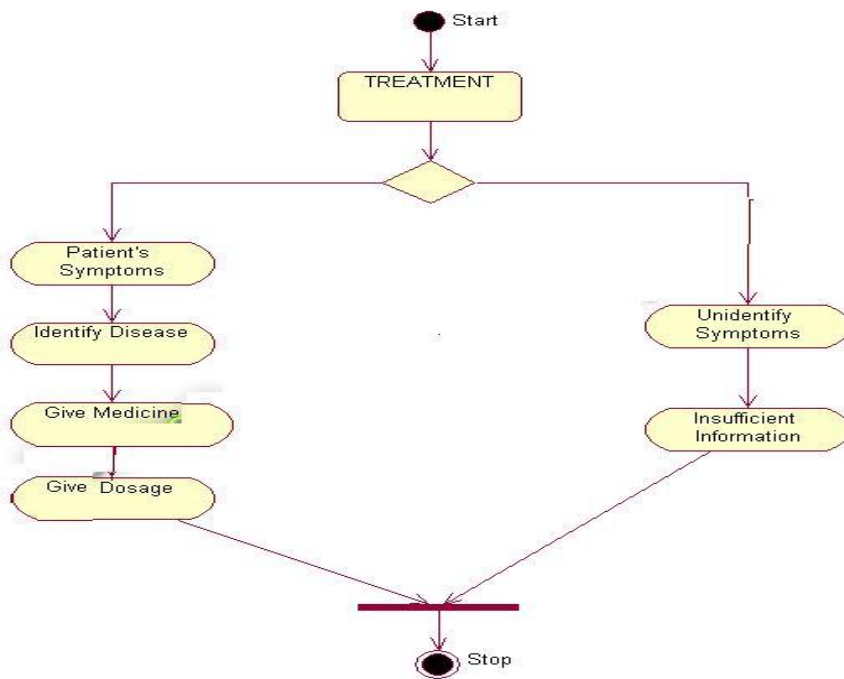 Start
TREATMENT
Patient's
Symptoms
Identify Disease
Give Medicine
Give Dosage
Unidentify
Symptoms
Insufficient
Information
Stop